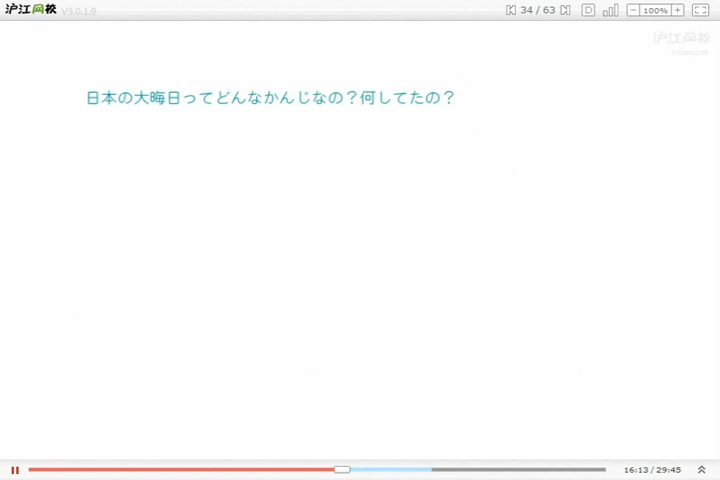 沪江网校 V3.0.1.9
34 / 63
D
100%
沪江网校
日本の大晦日ってどんなかんじなの？何してたの？
16:13 / 29:45